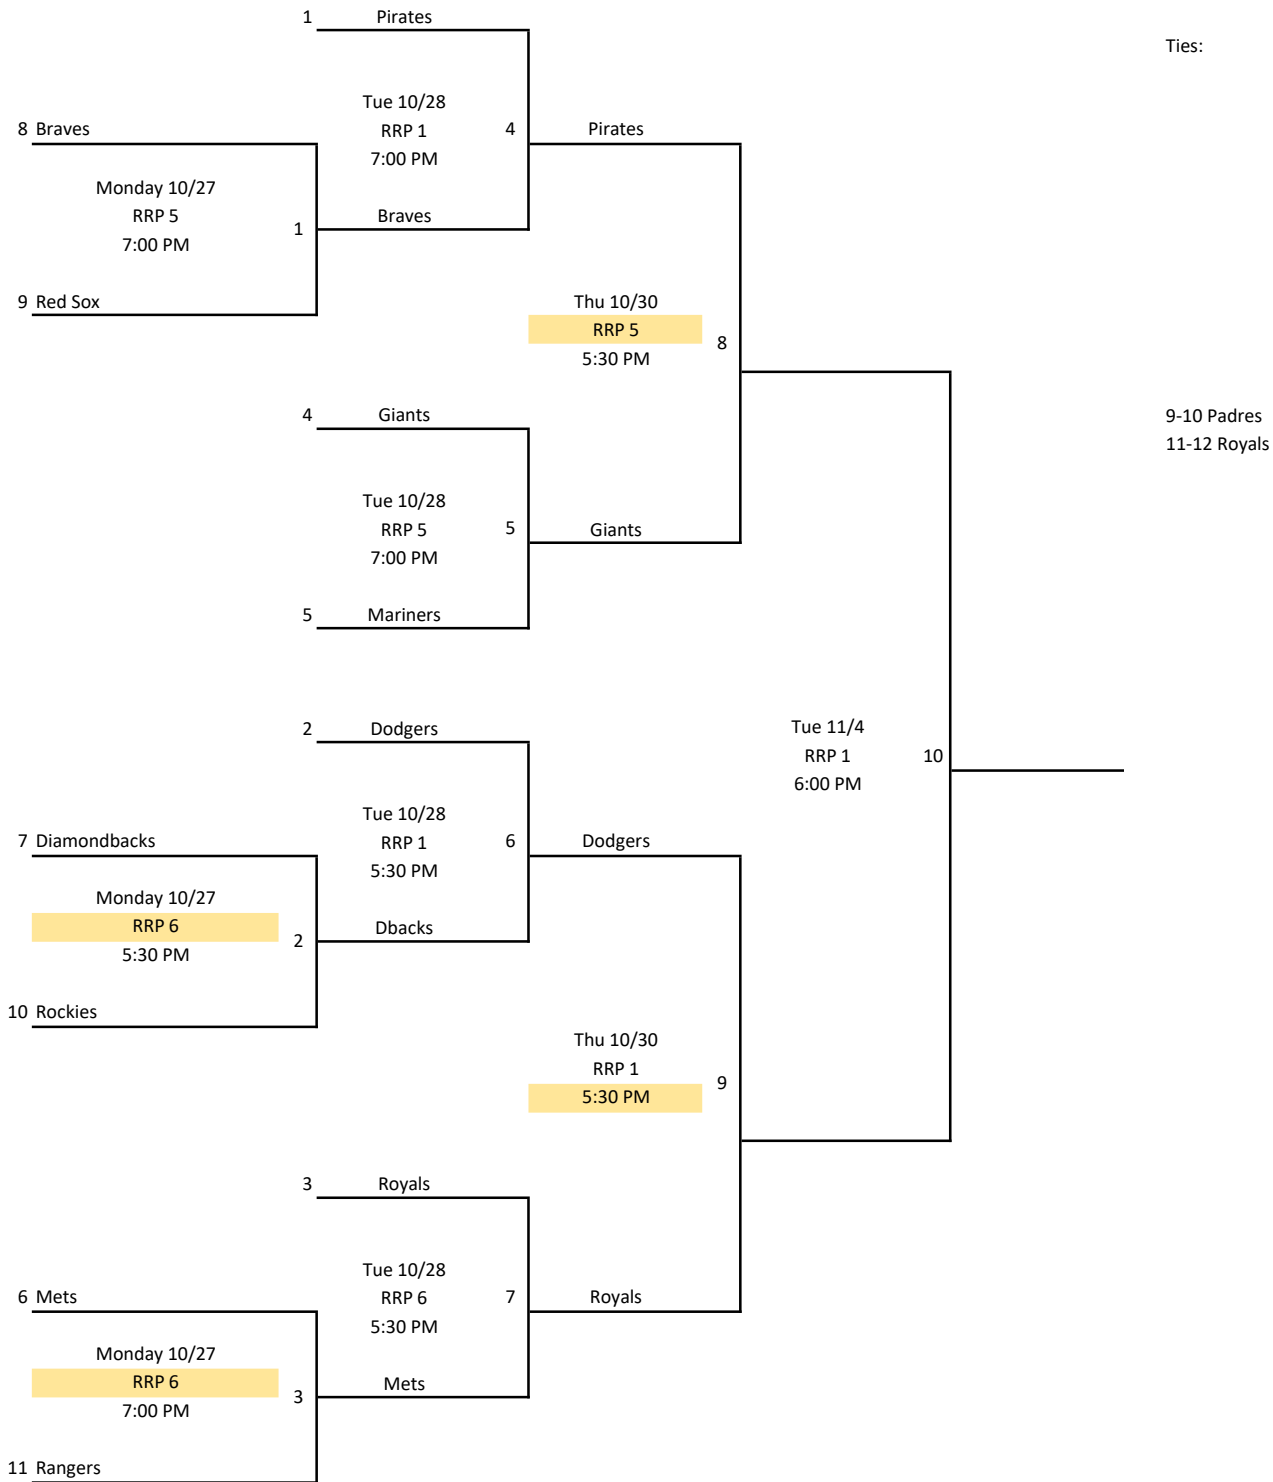 1 Pirates
Ties:
Tue 10/28
RRP 1
7:00 PM
4
Pirates
8 Braves
Monday 10/27
RRP 5
7:00 PM
1
Braves
9 Red Sox
Thu 10/30
RRP 5
5:30 PM
8
4 Giants
9-10 Padres
11-12 Royals
Tue 10/28
RRP 5
7:00 PM
5
Giants
5 Mariners
2 Dodgers
Tue 11/4
RRP 1
6:00 PM
10
Tue 10/28
RRP 1
5:30 PM
6
Dodgers
7 Diamondbacks
Monday 10/27
RRP 6
5:30 PM
2
Dbacks
10 Rockies
Thu 10/30
RRP 1
5:30 PM
9
3 Royals
Tue 10/28
RRP 6
5:30 PM
7
Royals
6 Mets
Monday 10/27
RRP 6
7:00 PM
3
Mets
11 Rangers